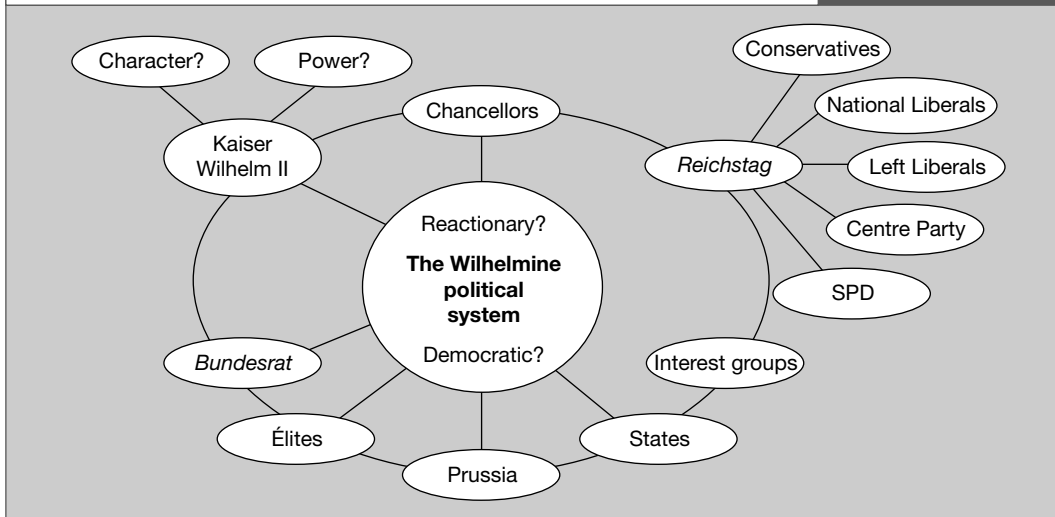 Character?
Power?
Kaiser
Wilhelm II
Chancellors
Conservatives
National Liberals
Reichstag
Left Liberals
Centre Party
SPD
Reactionary?
The Wilhelmine
political
system
Democratic?
Bundesrat
Interest groups
Élites
States
Prussia